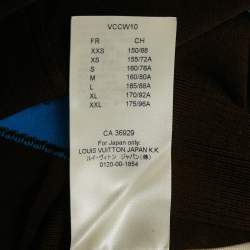 VCCW10
FR CH
XXS 150/68
XS 155/72A
S 160/76A
M 160/80A
L 165/88A
XL 170/92A
XXL 175/96A
CA 36929
For Japan only:
LOUIS VUITTON JAPAN K.K
ルイ・ヴィトン ジャパン(株)
0120-00-1854